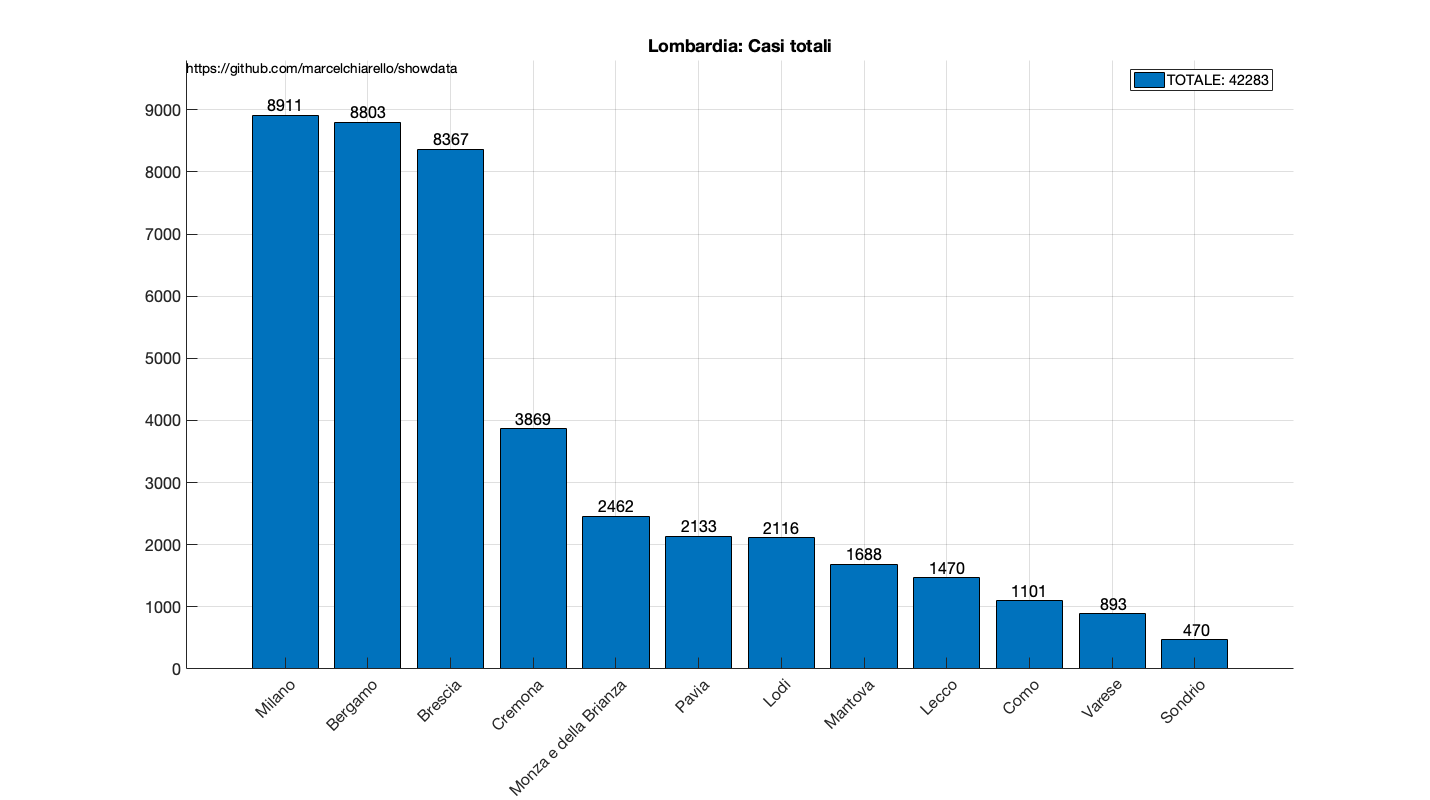 Lombardia: Casi totali
https://github.com/marcelchiarello/showdata
TOTALE: 42283
9000
8000
7000
6000
5000
4000
3000
2000
1000
0
8911
8803
8367
3869
2462
2133
2116
1688
1470
1101
893
470
Milano
Bergamo
Brescia
Cremona
Monza e della Brianza
Pavia
Lodi
Mantova
Lecco
Como
Varese
Sondrio